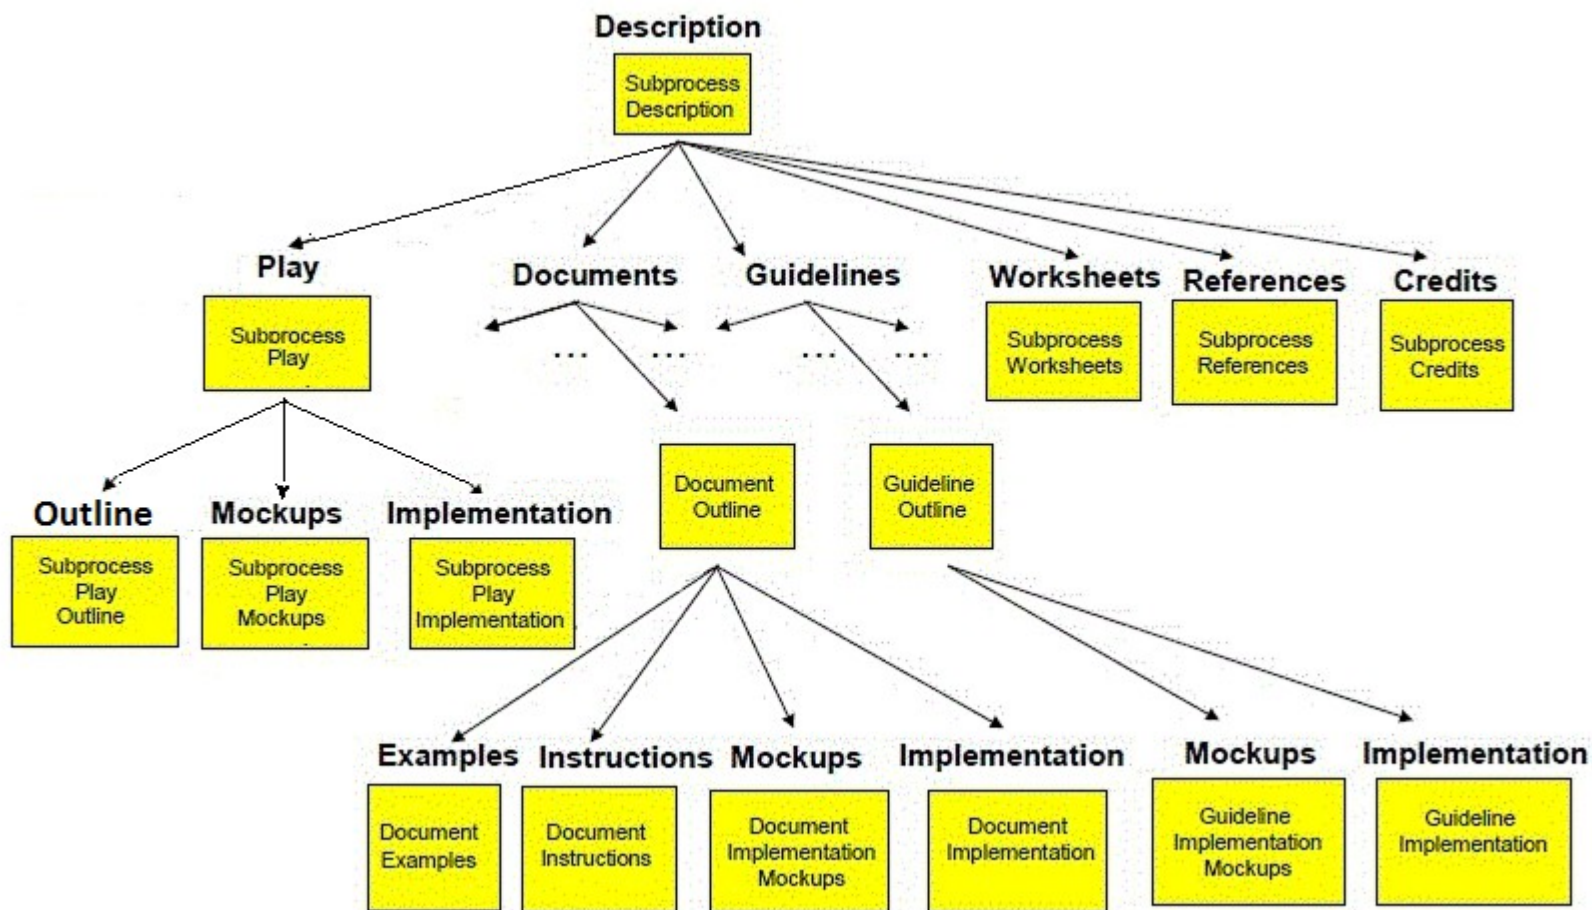 Description
Subprocess
Description
Play
Documents
Guidelines
Worksheets
References
Credits
Subprocess
Play
...
...
...
...
Subprocess
Worksheets
Subprocess
References
Subprocess
Credits
Document
Outline
Guideline
Outline
Outline
Mockups
Implementation
Subprocess
Play
Outline
Subprocess
Play
Mockups
Subprocess
Play
Implementation
Examples
Instructions
Mockups
Implementation
Mockups
Implementation
Document
Examples
Document
Instructions
Document
Implementation
Mockups
Document
Implementation
Guideline
Implementation
Mockups
Guideline
Implementation